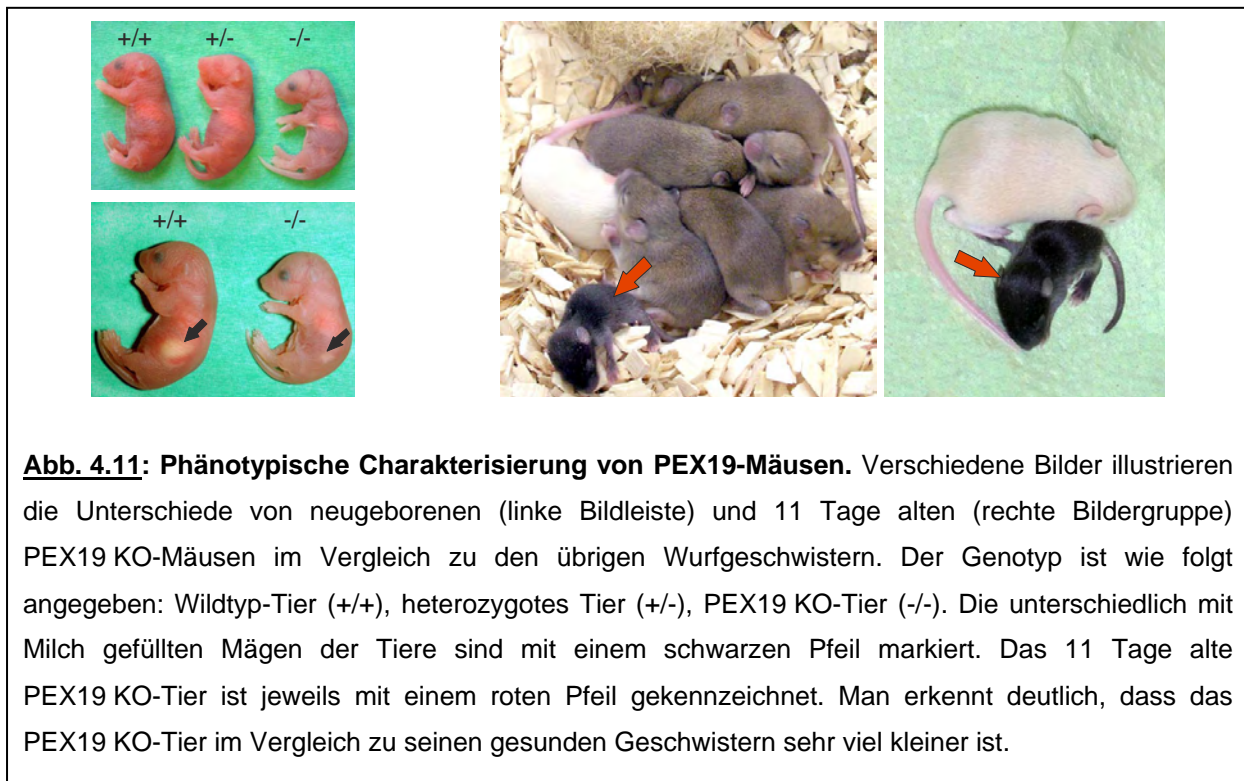 +/+ +/- -/-
+/+ -/-
Abb. 4.11: Phänotypische Charakterisierung von PEX19-Mäusen. Verschiedene Bilder illustrieren
die Unterschiede von neugeborenen (linke Bildleiste) und 11 Tage alten (rechte Bildergruppe)
PEX19 KO-Mäusen im Vergleich zu den übrigen Wurfgeschwistern. Der Genotyp ist wie folgt
angegeben: Wildtyp-Tier (+/+), heterozygotes Tier (+/-), PEX19 KO-Tier (-/-). Die unterschiedlich mit
Milch gefüllten Mägen der Tiere sind mit einem schwarzen Pfeil markiert. Das 11 Tage alte
PEX19 KO-Tier ist jeweils mit einem roten Pfeil gekennzeichnet. Man erkennt deutlich, dass das
PEX19 KO-Tier im Vergleich zu seinen gesunden Geschwistern sehr viel kleiner ist.